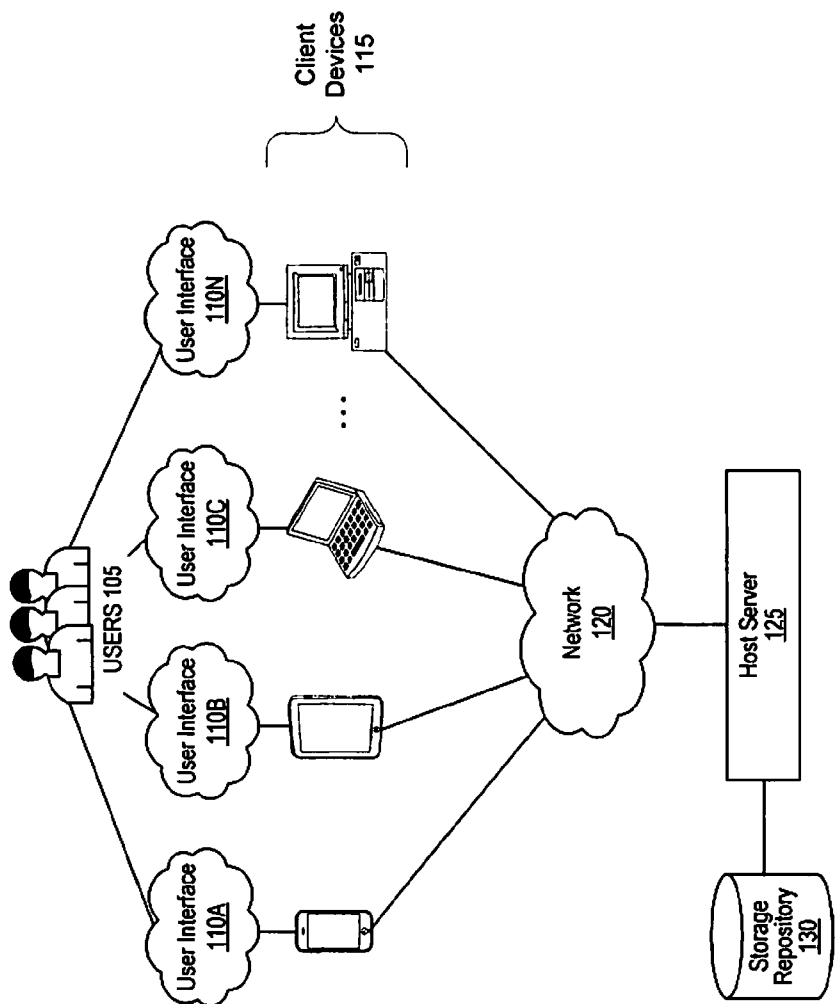 USERS 105
User Interface
110A
User Interface
110B
User Interface
110C
User Interface
110N
Client
Devices
115
...
Network
120
Host Server
125
Storage
Repository
130